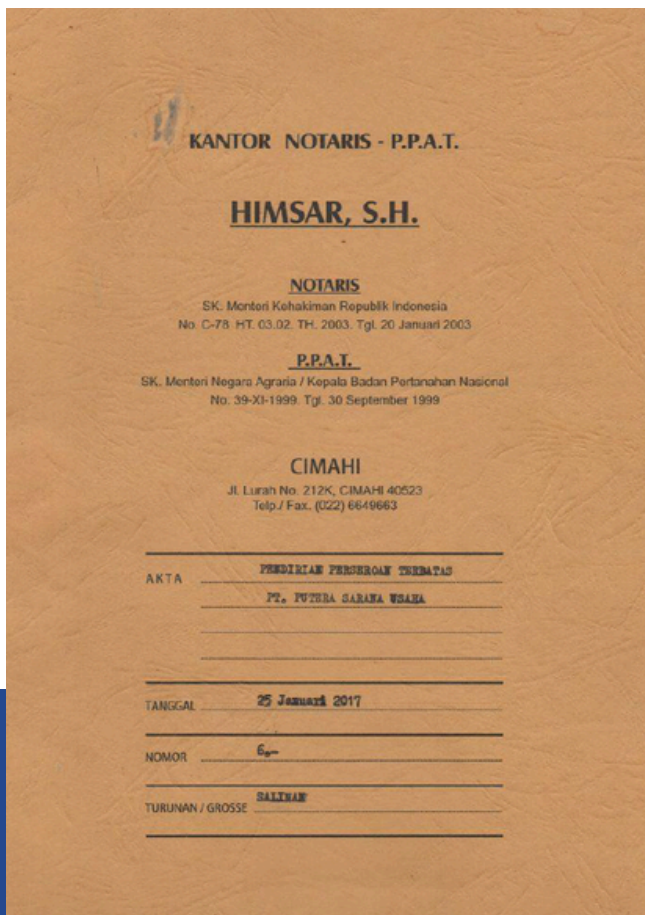 KANTOR NOTARIS - P.P.A.T.
HIMSAR, S.H.
NOTARIS
SK. Menteri Kehakiman Republik Indonesia
No. C-78. HT. 03.02. TH. 2003. Tgl. 20 Januari 2003
P.P.A.T.
SK. Menteri Negara Agraria / Kepala Badan Pertanahan Nasional
No. 39-XI-1999. Tgl. 30 September 1999
CIMAHI
Jl. Lurah No. 212K, CIMAHI 40523
Telp./ Fax. (022) 6649663
AKTA PENDIRIAN PERSEROAN TERBATAS
PT. PUTERA SARANA USAHA
TANGGAL 25 Januari 2017
NOMOR 6.-
TURUNAN / GROSSE SALINAN